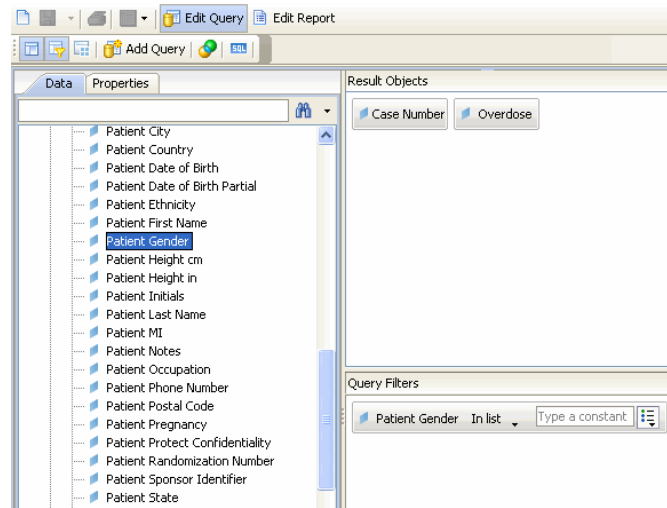 Edit Query Edit Report
Add Query SQL
Data Properties
Result Objects
Case Number Overdose
Patient City
Patient Country
Patient Date of Birth
Patient Date of Birth Partial
Patient Ethnicity
Patient First Name
Patient Gender
Patient Height cm
Patient Height in
Patient Initials
Patient Last Name
Patient MI
Patient Notes
Patient Occupation
Patient Phone Number
Patient Postal Code
Patient Pregnancy
Patient Protect Confidentiality
Patient Randomization Number
Patient Sponsor Identifier
Patient State
Query Filters
Patient Gender In list Type a constant